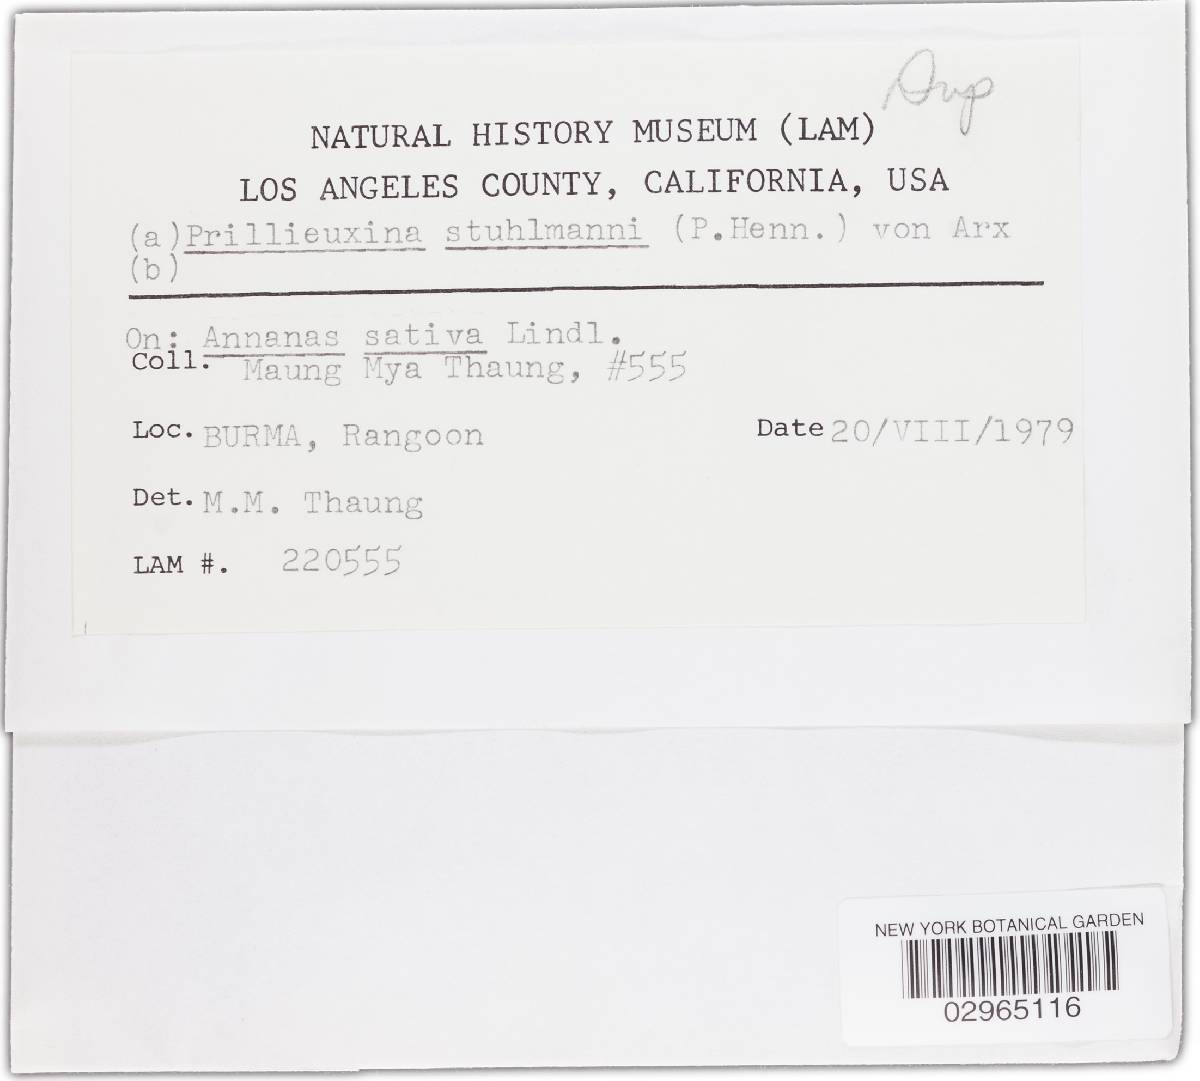 Dup
NATURAL HISTORY MUSEUM (LAM)
LOS ANGELES COUNTY, CALIFORNIA, USA
(a)Prillieuxina stuhlmanni (P.Henn.) von Arx
(b)
On: Annanas sativa Lindl.
Coll. Maung Mya Thaung, #555
Loc. BURMA, Rangoon Date 20/VIII/1979
Det. M.M. Thaung
LAM #. 220555
NEW YORK BOTANICAL GARDEN
02965116